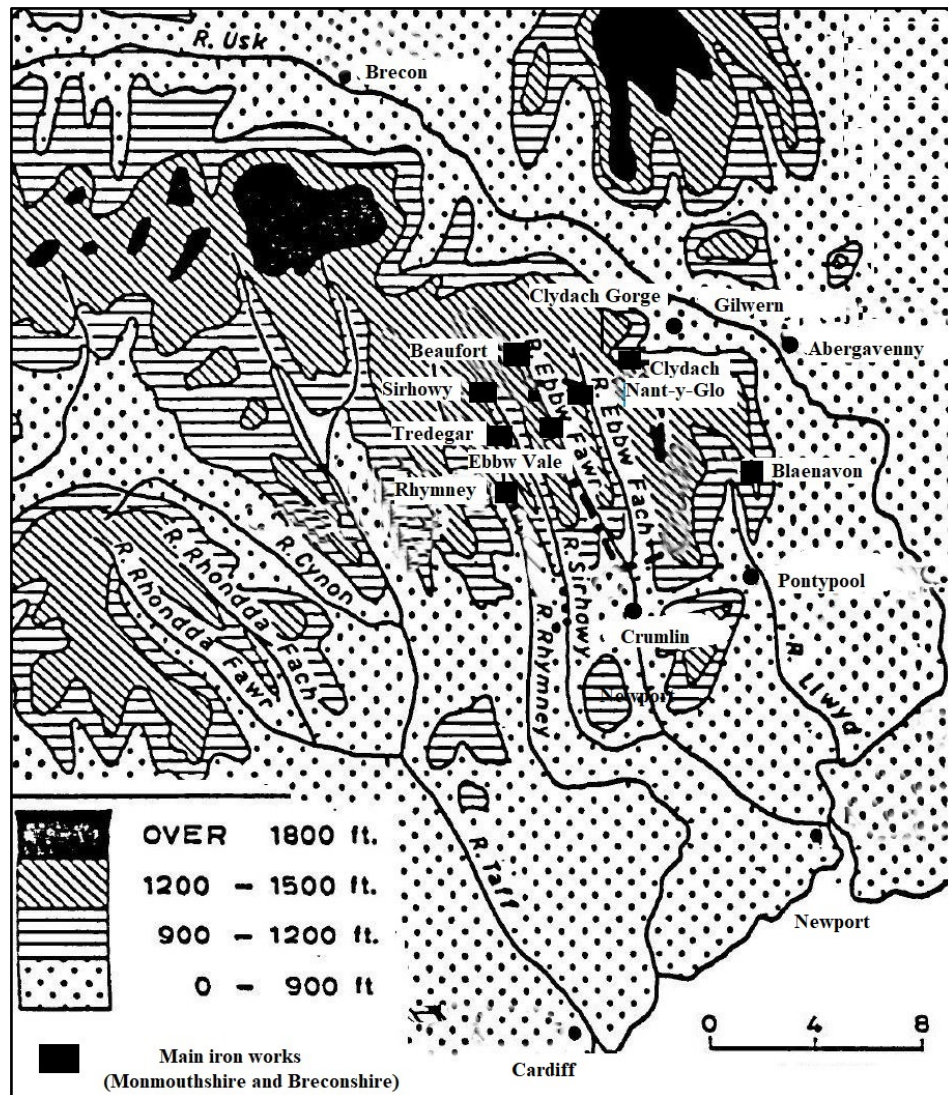 R. Usk
Brecon
Clydach Gorge
Gilwern
Abergavenny
Beaufort
Clydach
Sirhowy
Nant-y-Glo
R. Ebbw Fawr
R. Ebbw Fach
Tredegar
Ebbw Vale
Rhymney
Blaenavon
R. Cynon
R. Rhondda Fach
R. Rhondda Fawr
R. Sirhowy
R. Rhymney
Pontypool
Crumlin
Newport
R. Llwyd
R. Taff
OVER 1800 ft.
1200 - 1500 ft.
900 - 1200 ft.
0 - 900 ft
Newport
0 4 8
Main iron works
(Monmouthshire and Breconshire)
Cardiff